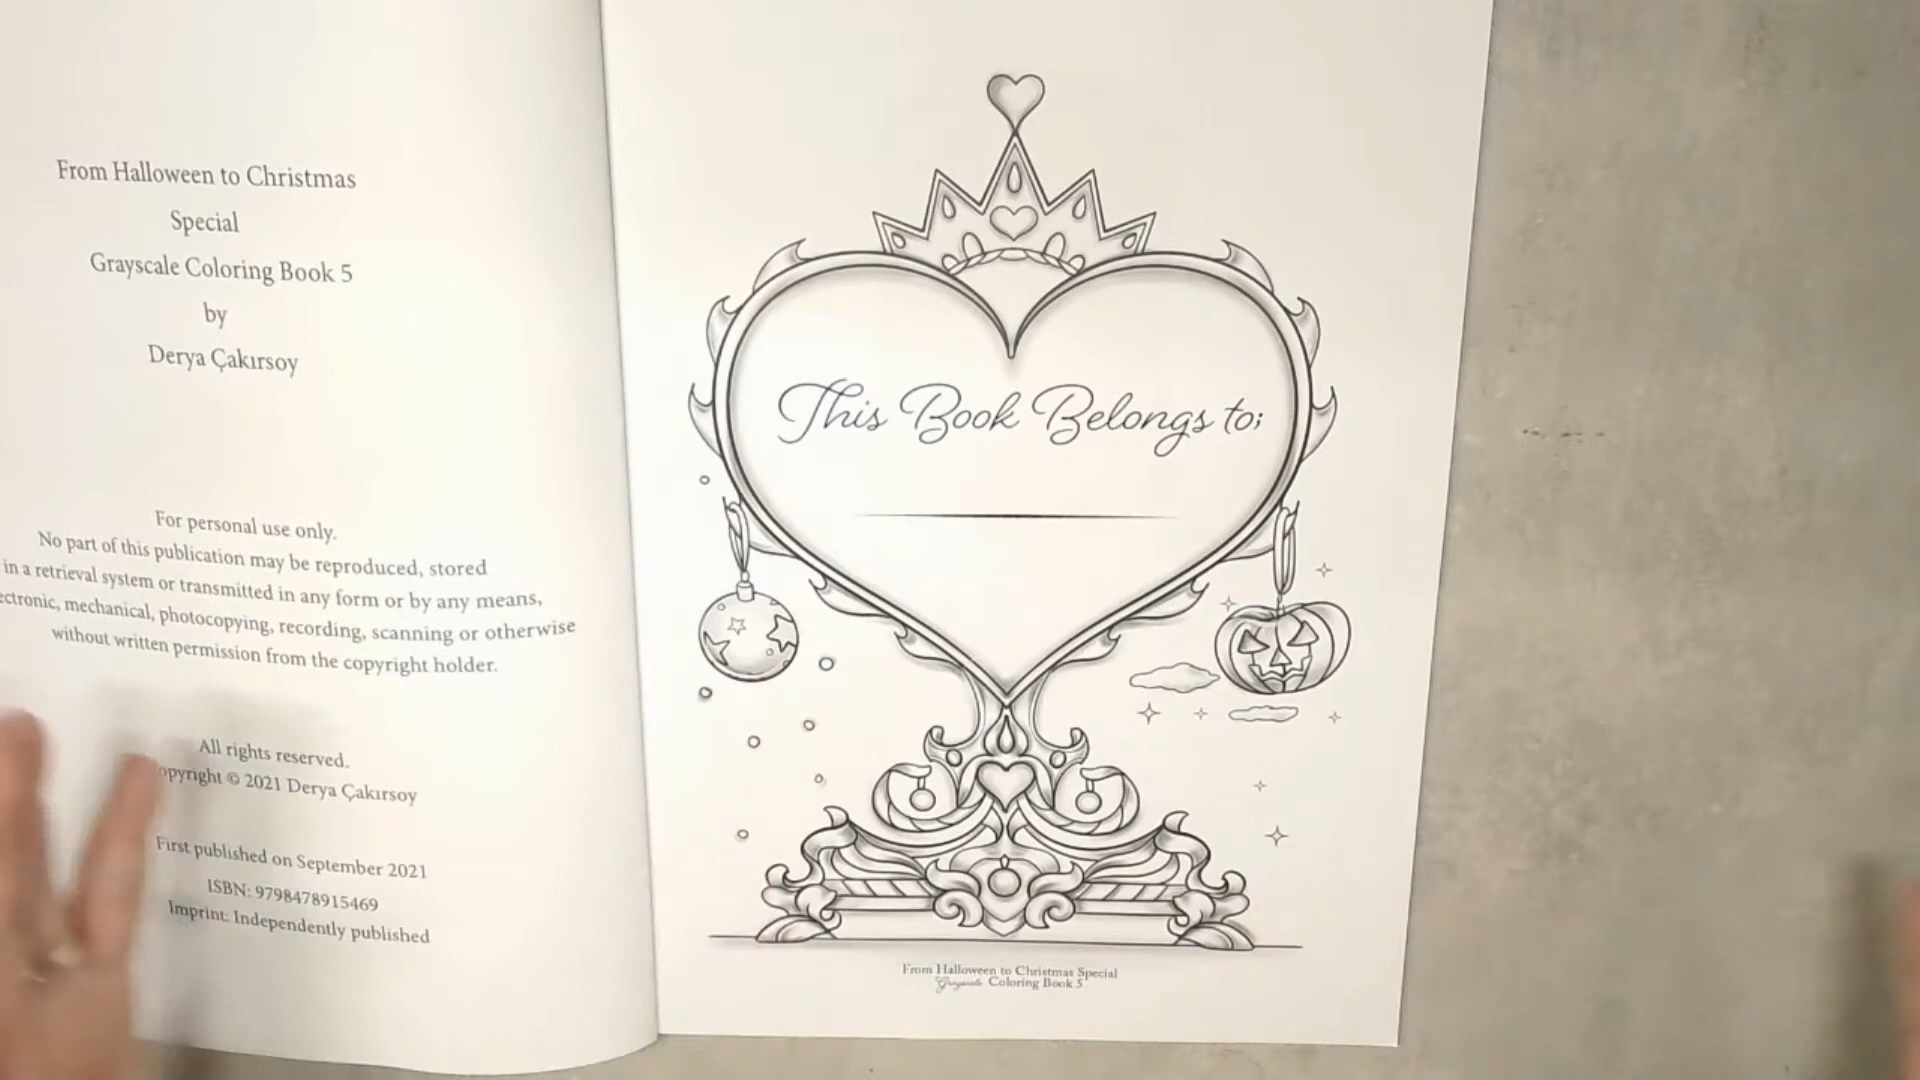 From Halloween to Christmas
Special
Grayscale Coloring Book 5
by
Derya Çakırsoy
For personal use only.
No part of this publication may be reproduced, stored
in a retrieval system or transmitted in any form or by any means,
mechanical, photocopying, recording, scanning or otherwise
without written permission from the copyright holder.
All rights reserved.
© 2021 Derya Çakırsoy
First published on September 2021
ISBN: 9798478915469
Imprint: Independently published
This Book Belongs to;
From Halloween to Christmas Special
Grayscale Coloring Book 5